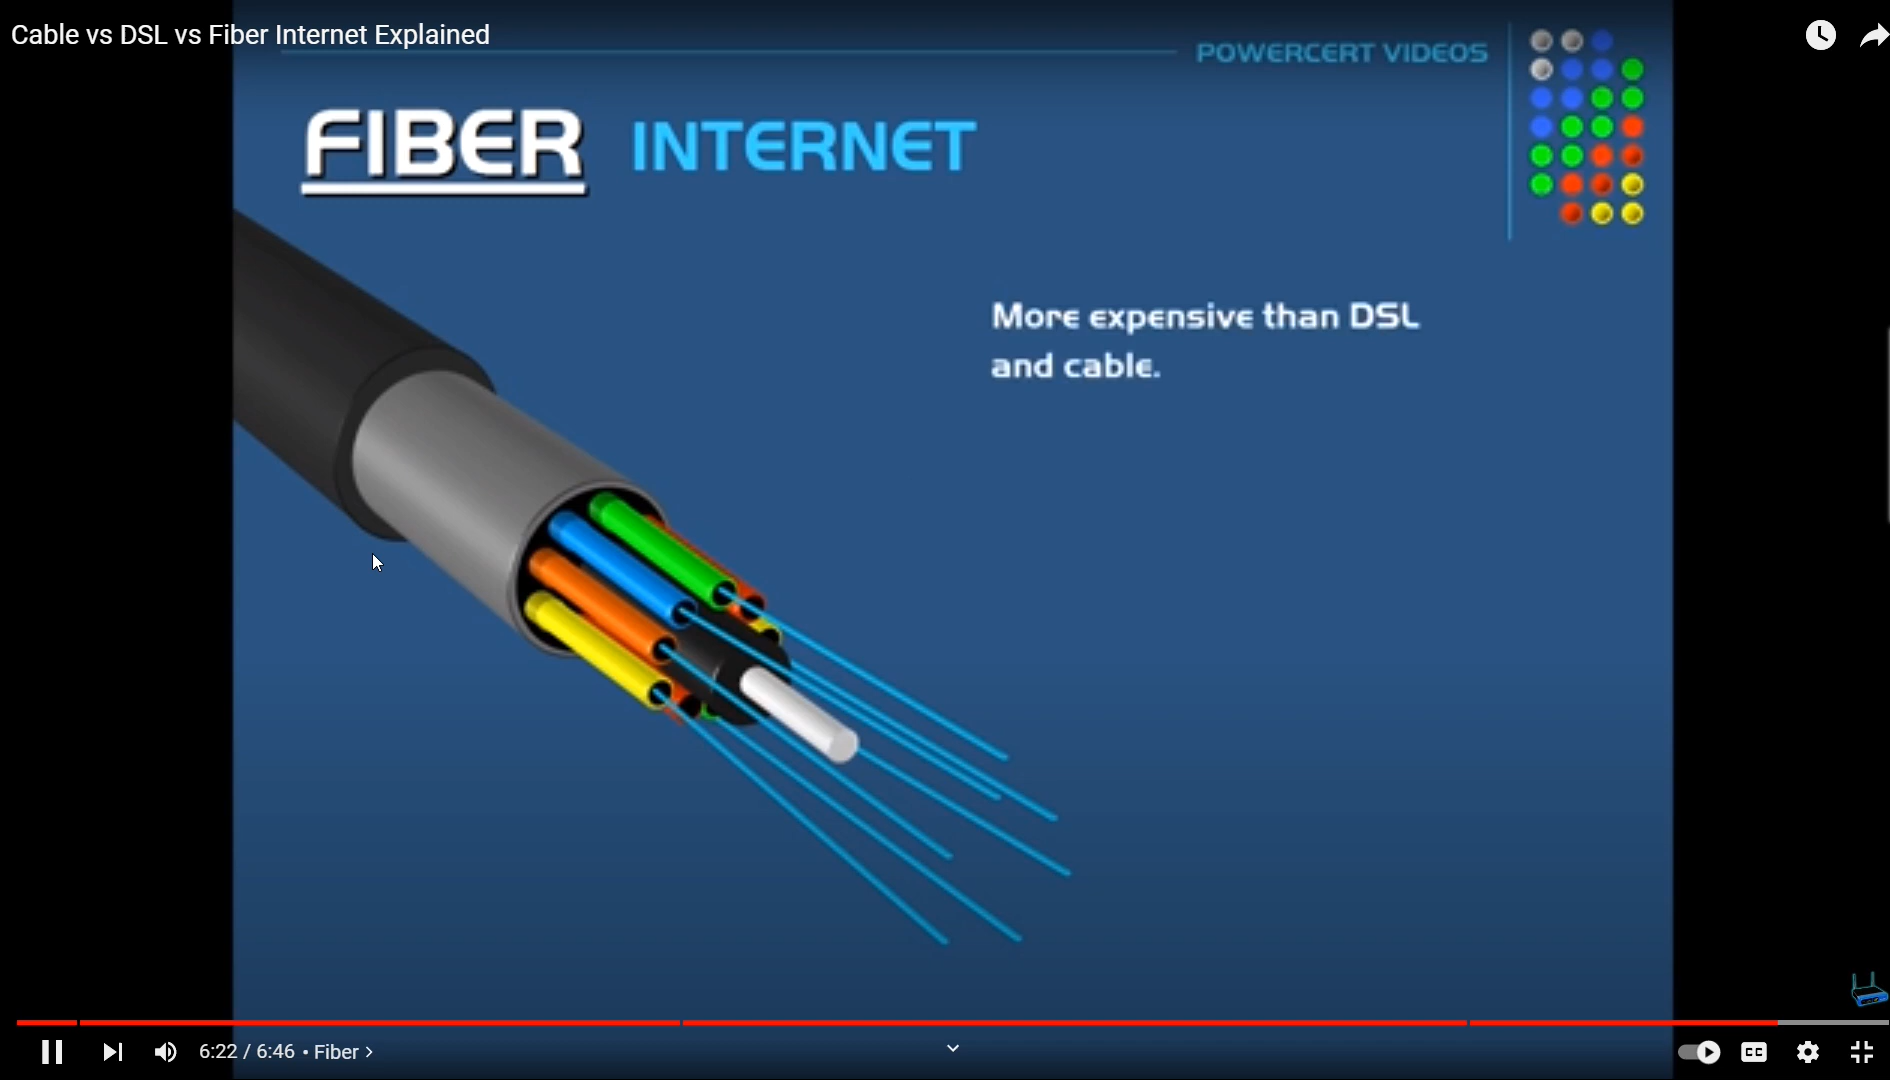 Cable vs DSL vs Fiber Internet Explained
POWERCERT VIDEOS
FIBER INTERNET
More expensive than DSL
and cable.
6:22 / 6:46 • Fiber >
CC